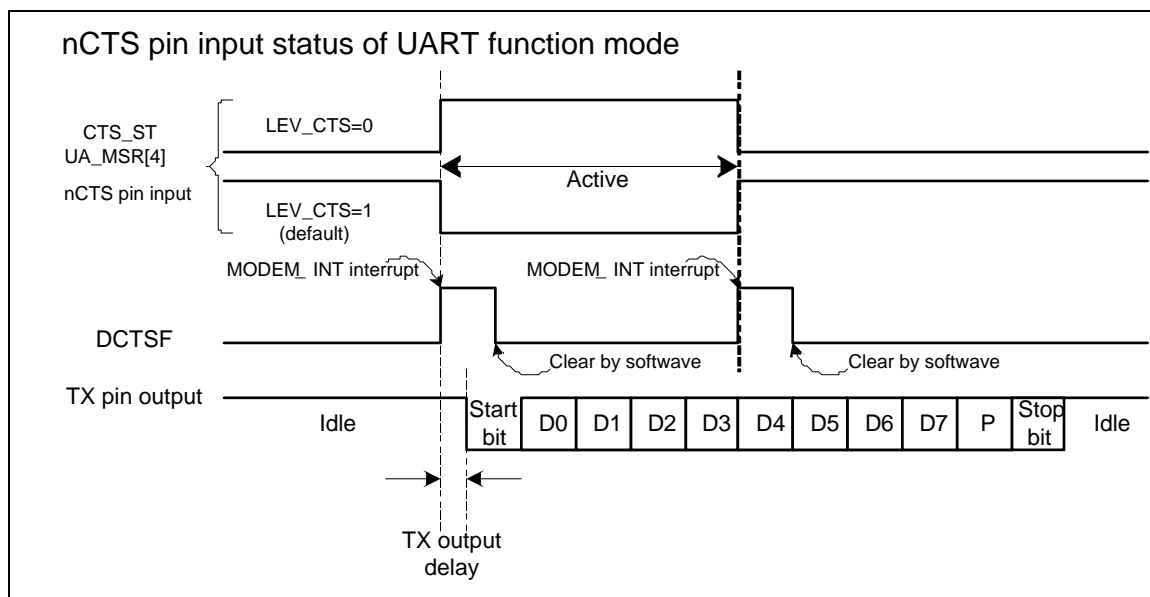 nCTS pin input status of UART function mode
CTS_ST
UA_MSR[4]
nCTS pin input
LEV_CTS=0
Active
LEV_CTS=1
(default)
MODEM_ INT interrupt
MODEM_ INT interrupt
DCTSF
Clear by softwave
Clear by softwave
TX pin output
Idle
Start
bit
D0
D1
D2
D3
D4
D5
D6
D7
P
Stop
bit
Idle
TX output
delay